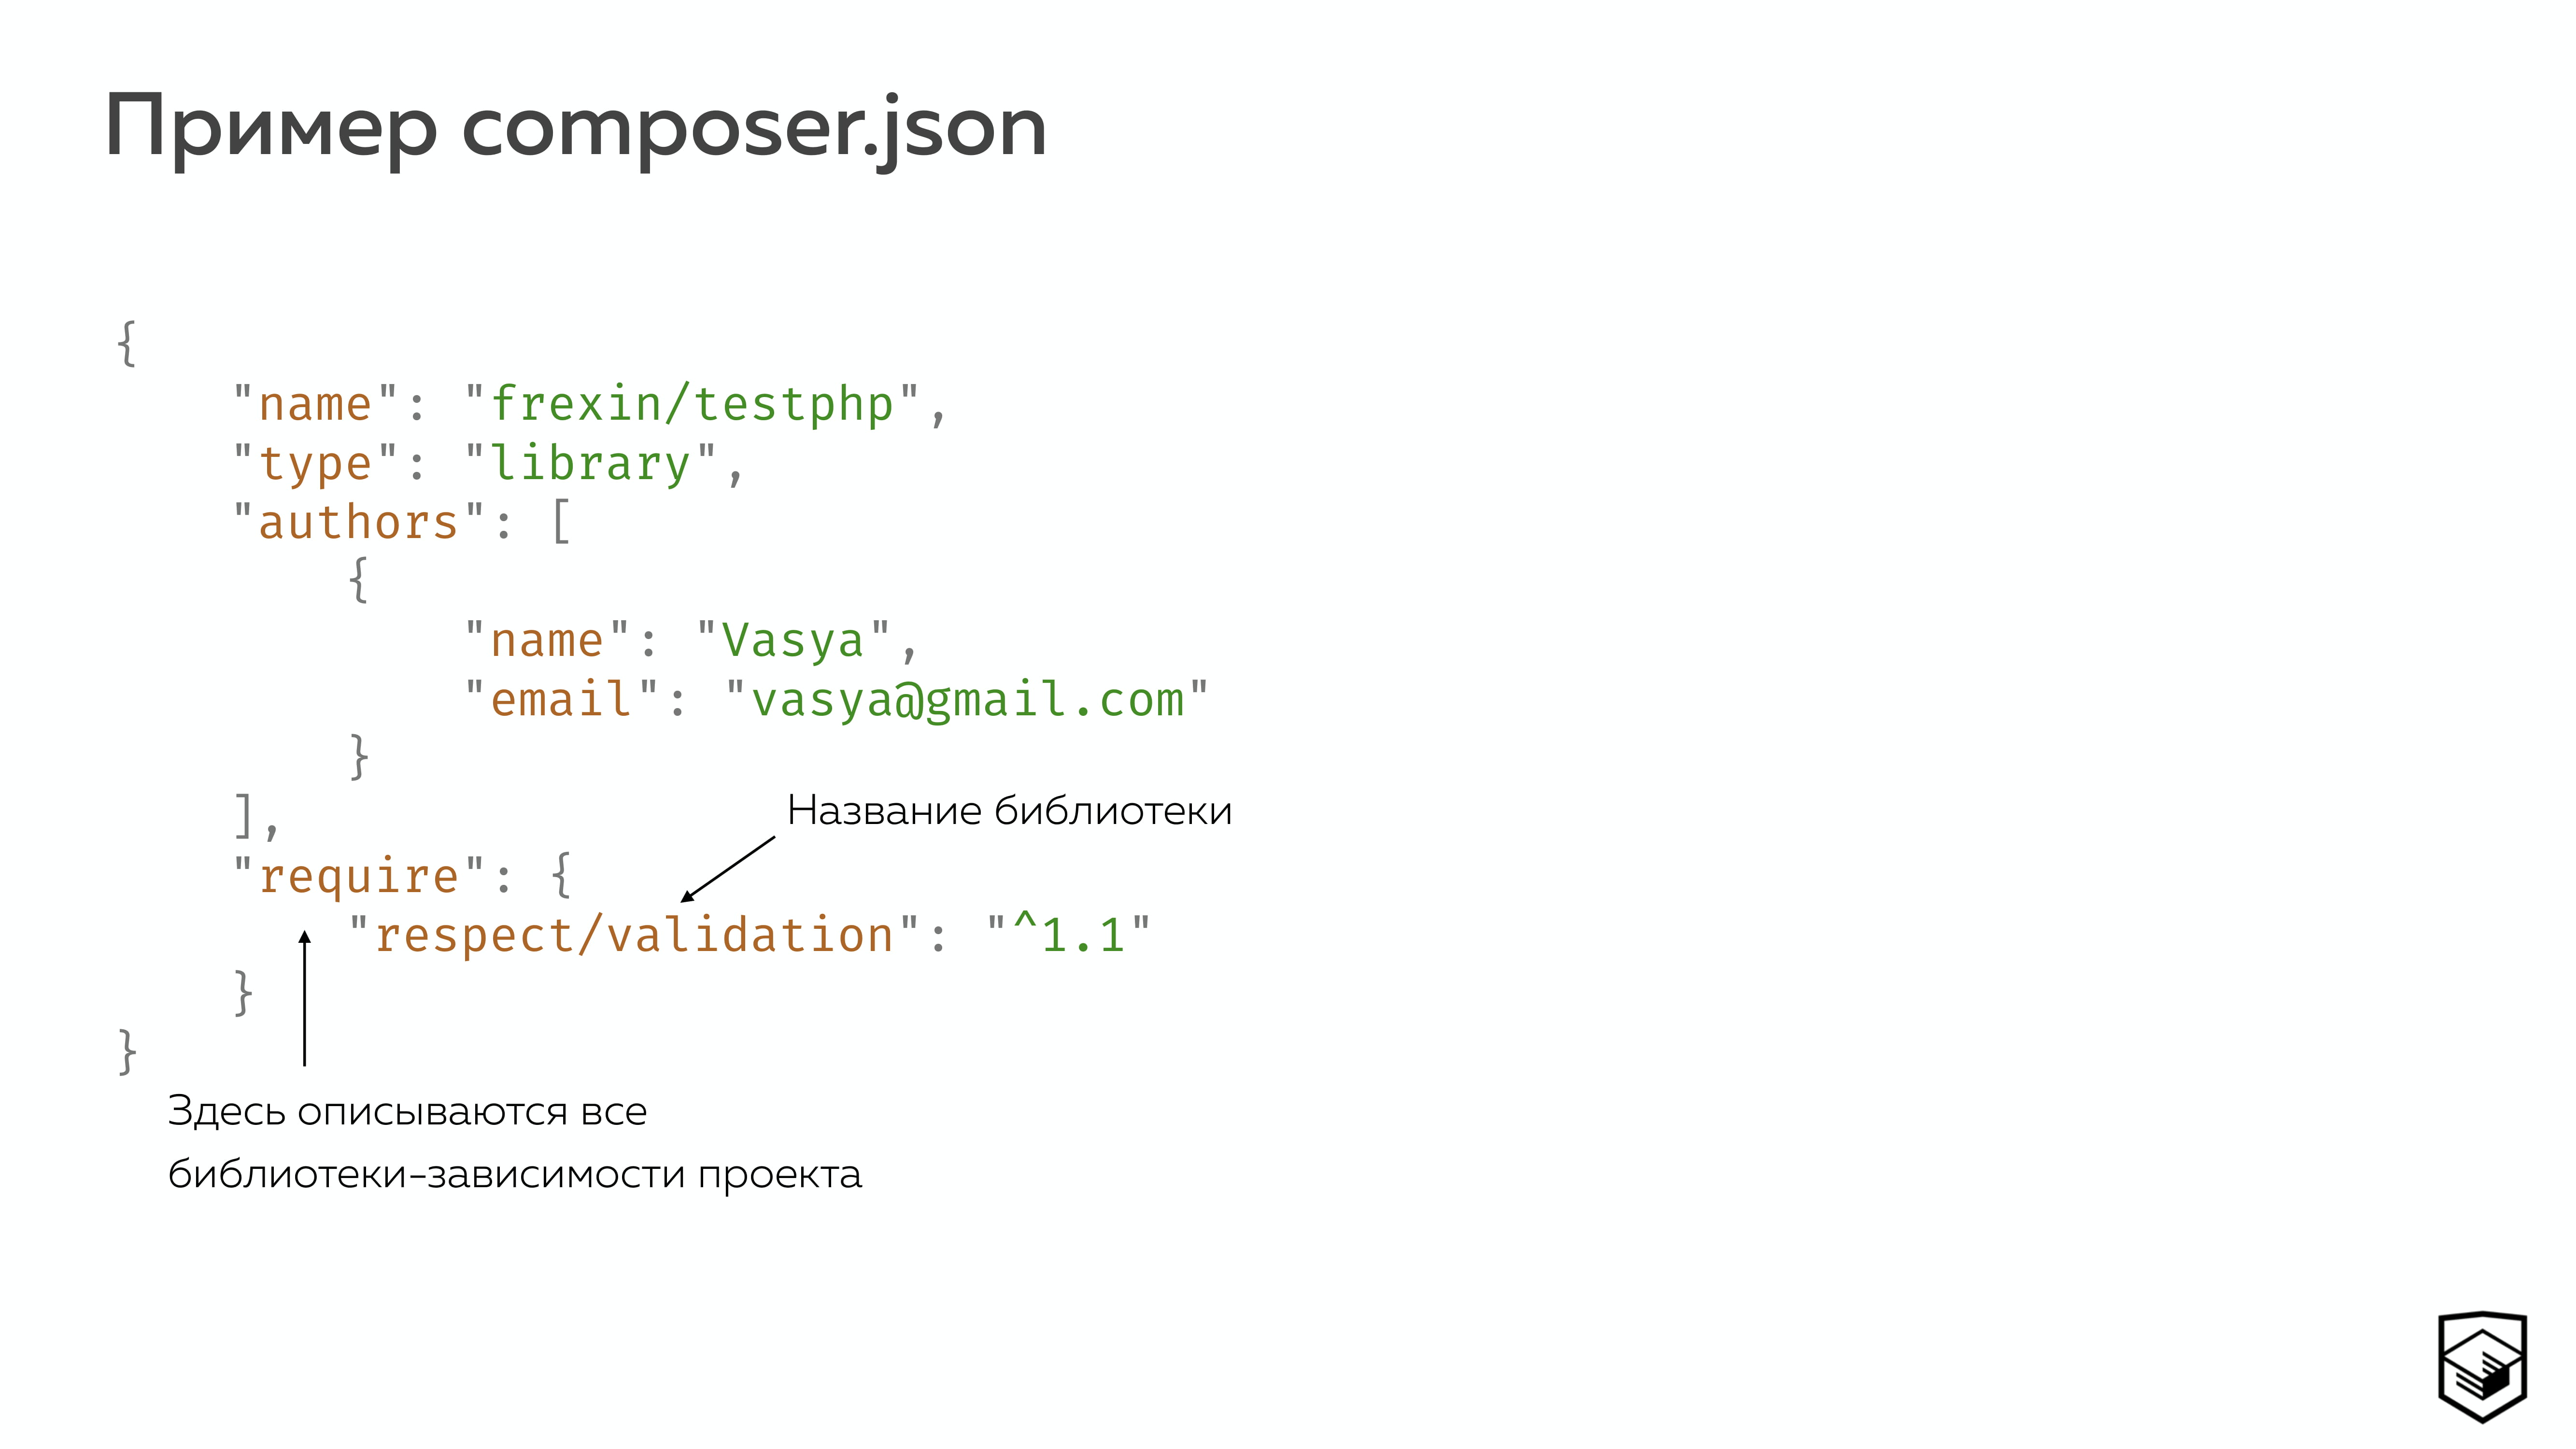 Пример composer.json
{
"name": "frexin/testphp",
"type": "library",
"authors": [
{
"name": "Vasya",
"email": "vasya@gmail.com"
}
],
Название библиотеки
"require": {
"respect/validation": "^1.1"
}
}
Здесь описываются все
библиотеки-зависимости проекта